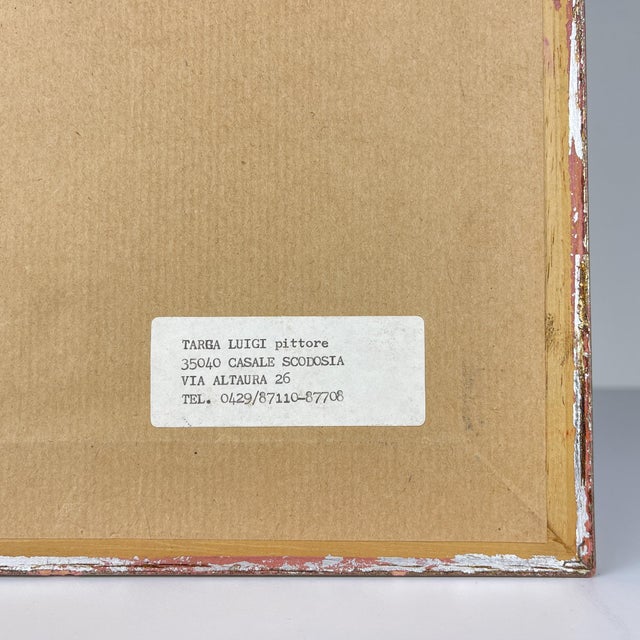 TARGA LUIGI pittore
35040 CASALE SCODOSIA
VIA ALTAURA 26
TEL. 0429/87110-87708